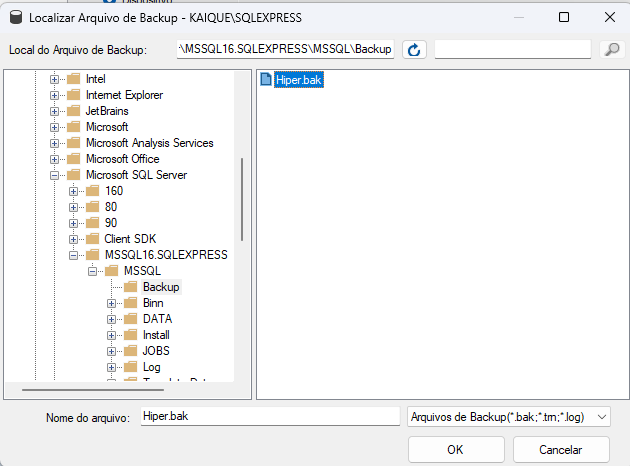 Localizar Arquivo de Backup - KAIQUE\SQLEXPRESS
Local do Arquivo de Backup:
\MSSQL16.SQLEXPRESS\MSSQL\Backup
Intel
Internet Explorer
JetBrains
Microsoft
Microsoft Analysis Services
Microsoft Office
Microsoft SQL Server
160
80
90
Client SDK
MSSQL16.SQLEXPRESS
MSSQL
Backup
Binn
DATA
Install
JOBS
Log
Hiper.bak
Nome do arquivo:
Hiper.bak
Arquivos de Backup(*.bak;*.trn;*.log)
OK
Cancelar